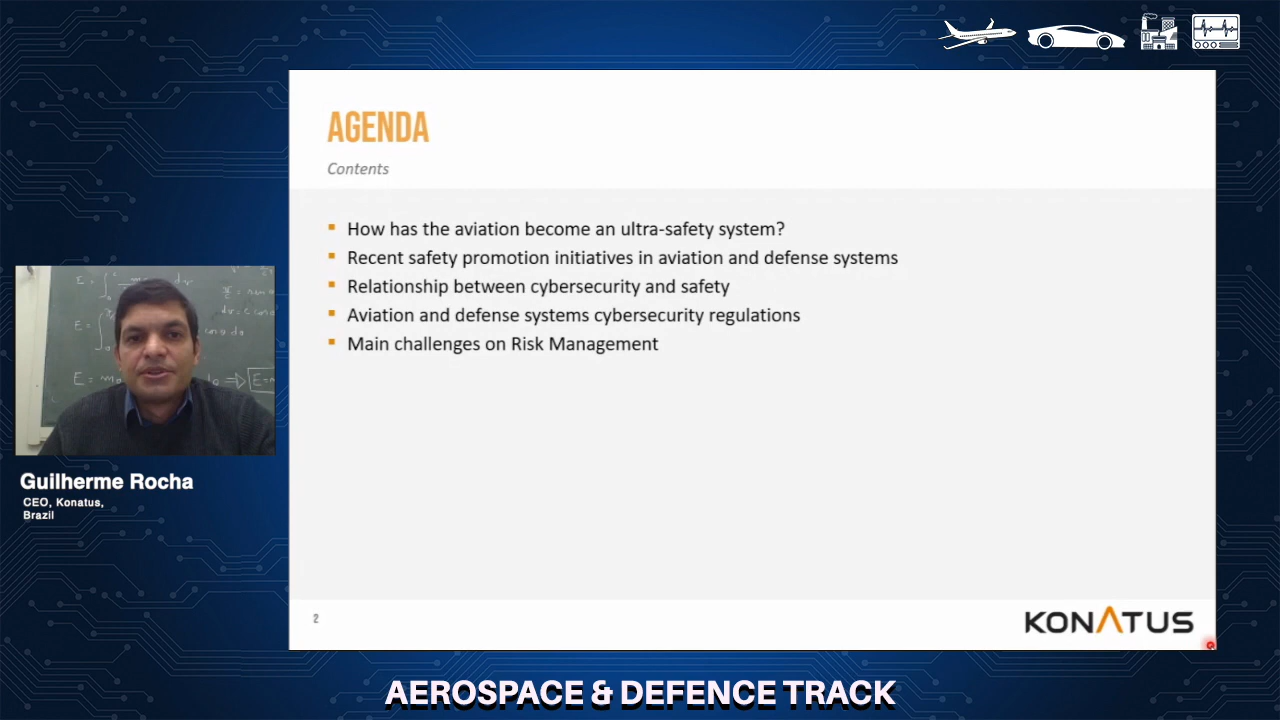 AGENDA
Contents
How has the aviation become an ultra-safety system?
Recent safety promotion initiatives in aviation and defense systems
Relationship between cybersecurity and safety
Aviation and defense systems cybersecurity regulations
Main challenges on Risk Management
Guilherme Rocha
CEO, Konatus,
Brazil
2
KONATUS
AEROSPACE & DEFENCE TRACK